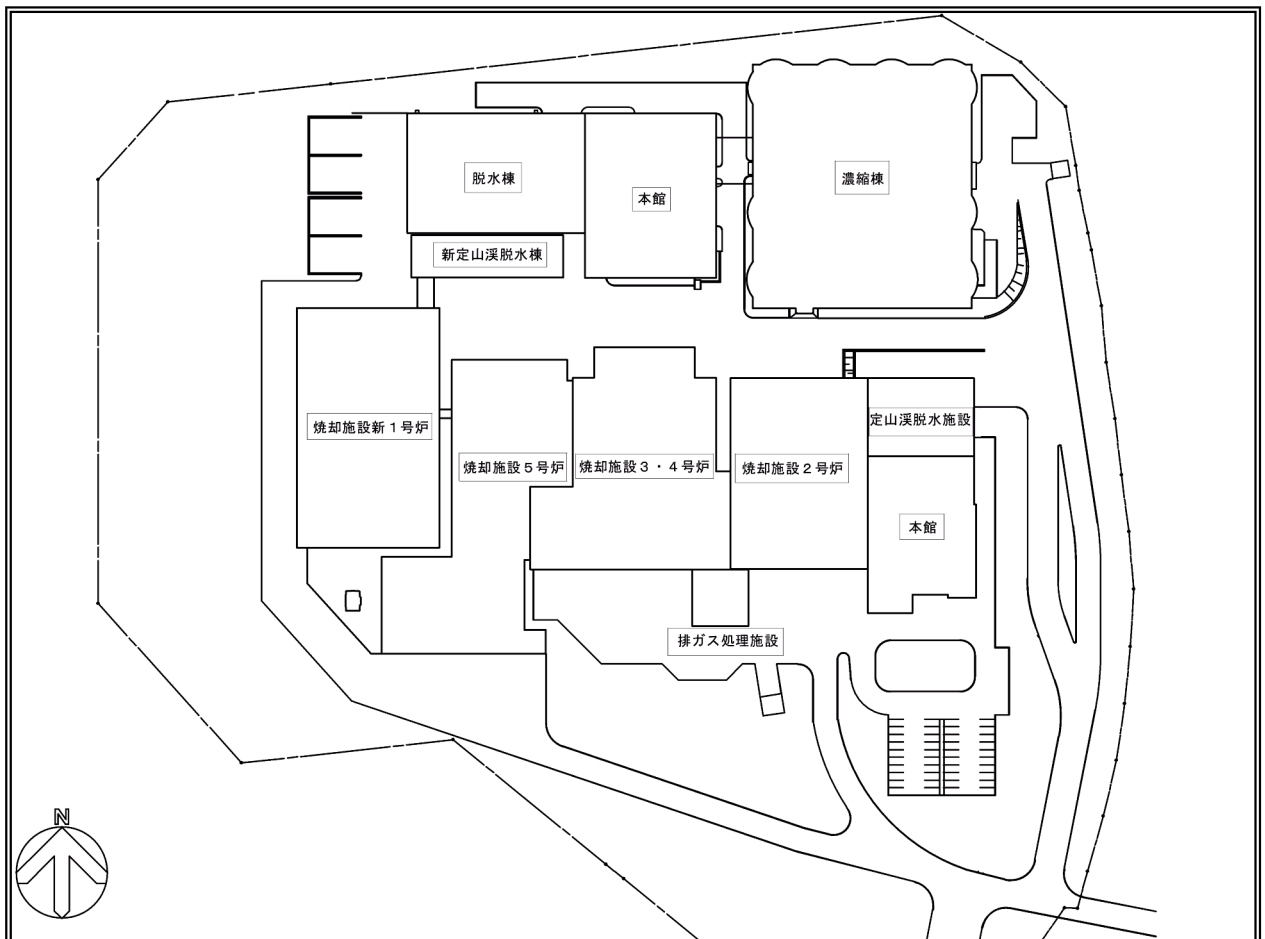 脱水棟
本館
濃縮棟
新定山渓脱水棟
焼却施設新１号炉
焼却施設５号炉
焼却施設３・４号炉
焼却施設２号炉
定山渓脱水施設
本館
排ガス処理施設
N